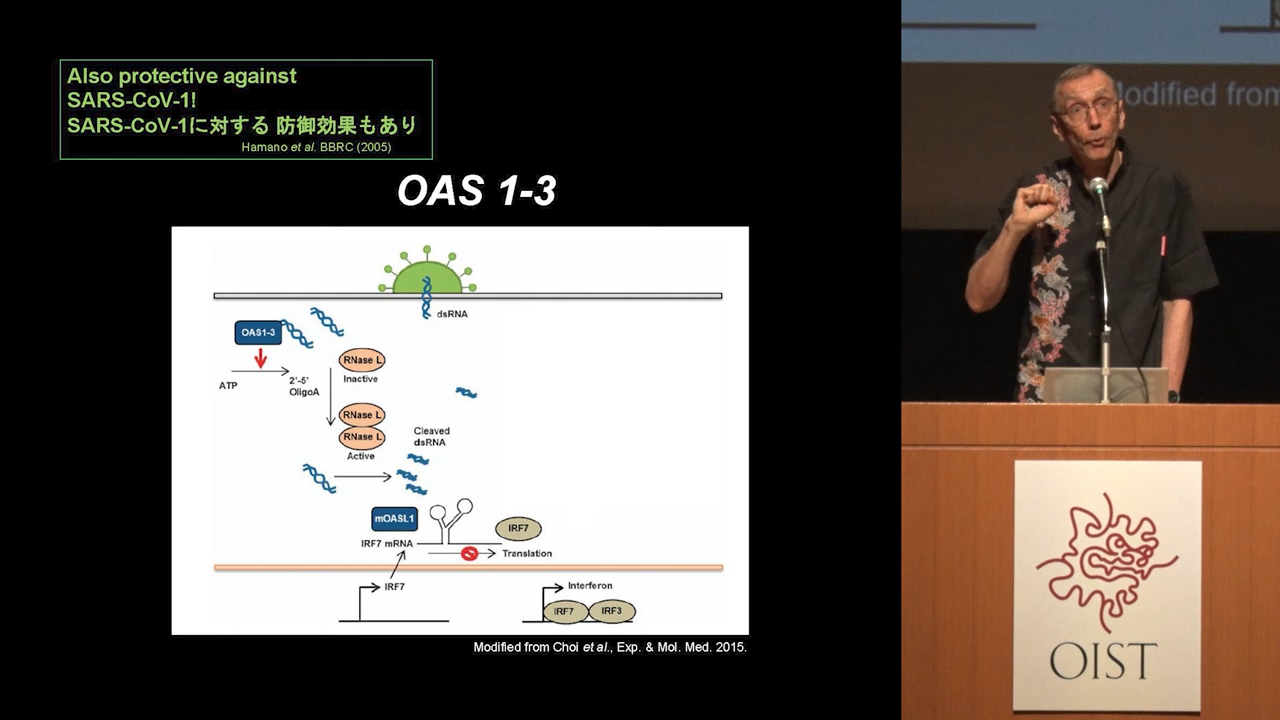 Also protective against
SARS-CoV-1!
SARS-CoV-1に対する 防御効果もあり
Hamano et al. BBRC (2005)
OAS 1-3
dsRNA
OAS1-3
ATP
2'-5'
OligoA
RNase L
Inactive
RNase L
RNase L
Active
Cleaved
dsRNA
mOASL1
IRF7 mRNA
IRF7
Translation
IRF7
Interferon
IRF7
IRF3
Modified from Choi et al., Exp. & Mol. Med. 2015.
Modified from
OIST